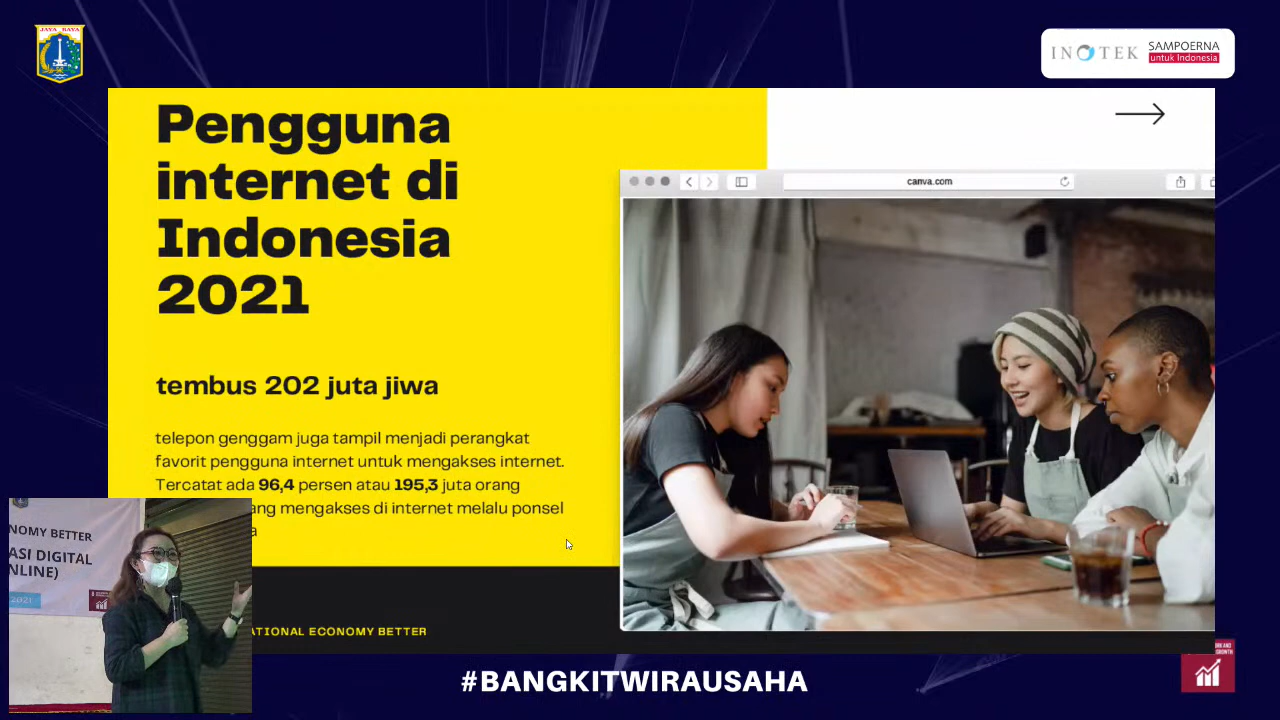 JAYA RAYA
INOTEK
SAMPOERNA
untuk Indonesia
Pengguna
internet di
Indonesia
2021
canva.com
tembus 202 juta jiwa
telepon genggam juga tampil menjadi perangkat
favorit pengguna internet untuk mengakses internet.
Tercatat ada 96,4 persen atau 195,3 juta orang
ang mengakses di internet melalu ponsel
a
NOMY BETTER
ASI DIGITAL
NLINE)
2021
ATIONAL ECONOMY BETTER
#BANGKITWIRAUSAHA